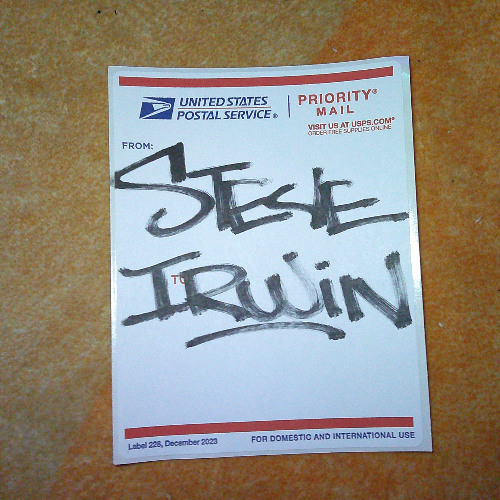 UNITED STATES
POSTAL SERVICE®
PRIORITY®
MAIL
VISIT US AT USPS.COM®
ORDER FREE SUPPLIES ONLINE
FROM:
STEVE
TO
IRWiN
Label 228, December 2023
FOR DOMESTIC AND INTERNATIONAL USE